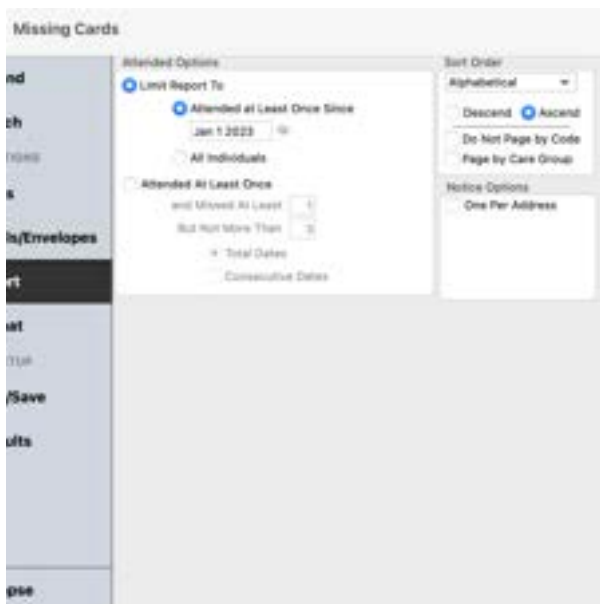 Missing Cards
nd
ch
s
ls/Envelopes
rt
at
/Save
ults
pse
Attended Options
Limit Report To
Attended at Least Once Since
Jan 1 2023
All Individuals
Attended At Least Once
and Missed At Least 1
But Not More Than
Total Dates
Consecutive Dates
Sort Order
Alphabetical
Descend Ascend
Do Not Page by Code
Page by Care Group
Notice Options
One Per Address